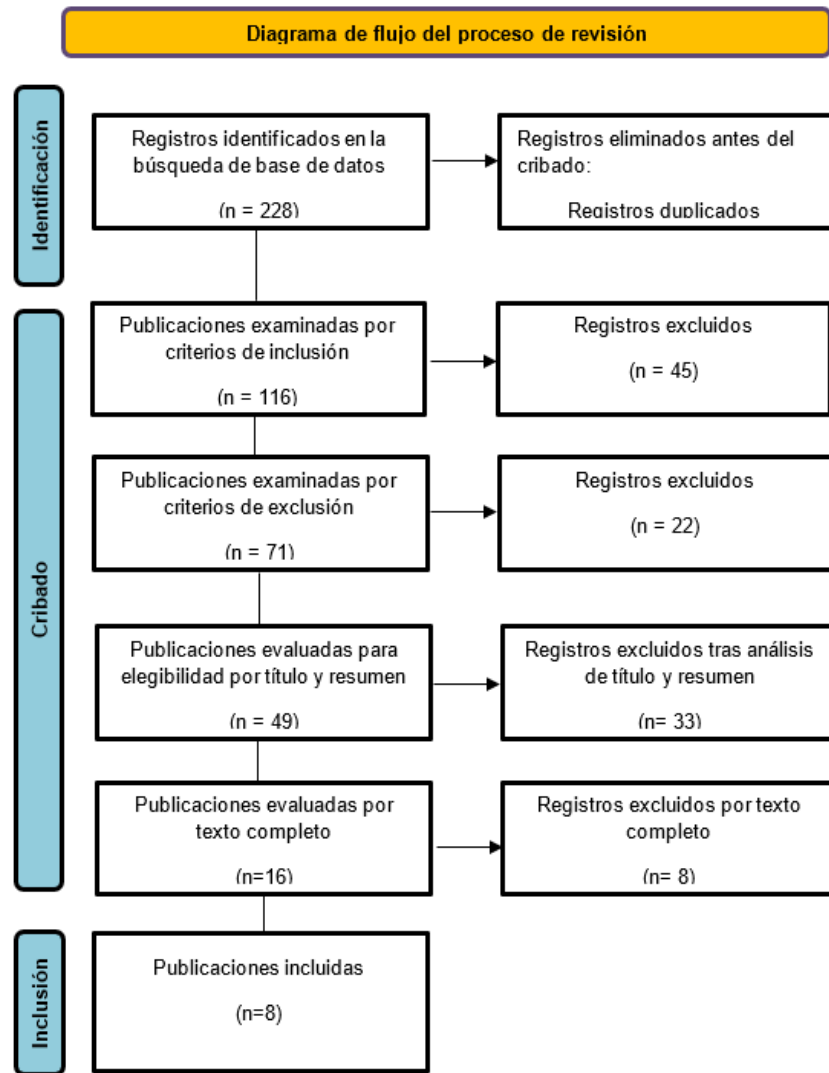 Diagrama de flujo del proceso de revisión
Identificación
Registros identificados en la
búsqueda de base de datos
(n = 228)
Registros eliminados antes del
cribado:
Registros duplicados
Cribado
Publicaciones examinadas por
criterios de inclusión
(n = 116)
Registros excluidos
(n = 45)
Publicaciones examinadas por
criterios de exclusión
(n = 71)
Registros excluidos
(n = 22)
Publicaciones evaluadas para
elegibilidad por título y resumen
(n = 49)
Registros excluidos tras análisis
de título y resumen
(n= 33)
Publicaciones evaluadas por
texto completo
(n=16)
Registros excluidos por texto
completo
(n= 8)
Inclusión
Publicaciones incluidas
(n=8)